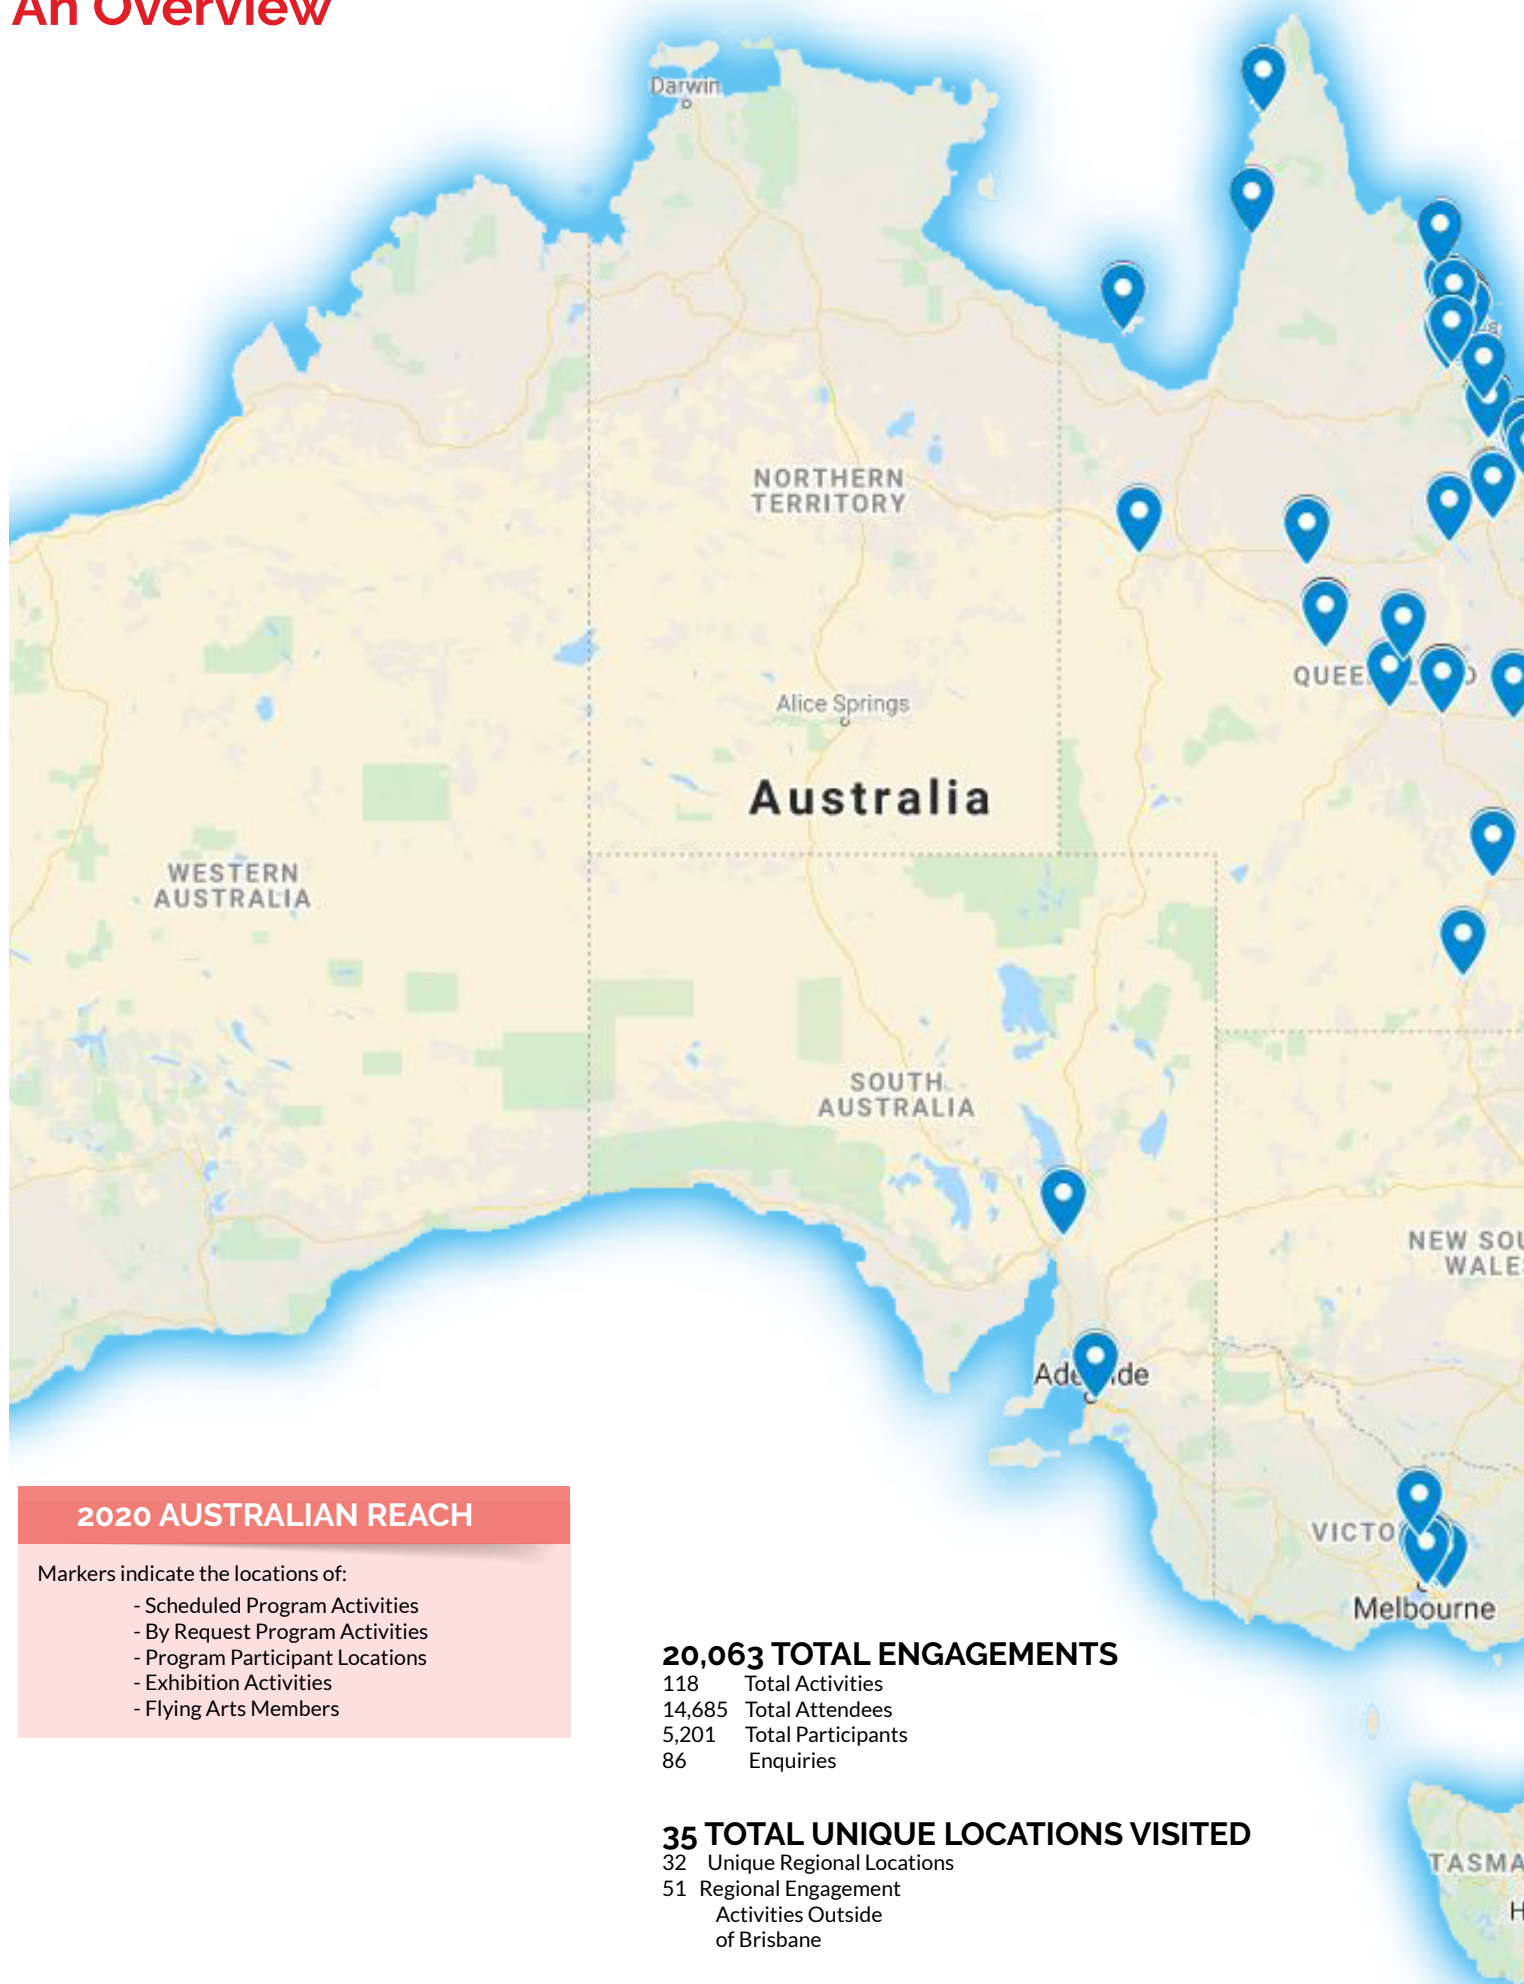 An Overview
Darwin
NORTHERN
TERRITORY
Alice Springs
Australia
WESTERN
AUSTRALIA
SOUTH
AUSTRALIA
NEW SOU
WALE
Melbourne
TASMA
H
2020 AUSTRALIAN REACH
Markers indicate the locations of:
- Scheduled Program Activities
- By Request Program Activities
- Program Participant Locations
- Exhibition Activities
- Flying Arts Members
20,063 TOTAL ENGAGEMENTS
118 Total Activities
14,685 Total Attendees
5,201 Total Participants
86 Enquiries
35 TOTAL UNIQUE LOCATIONS VISITED
32 Unique Regional Locations
51 Regional Engagement
Activities Outside
of Brisbane